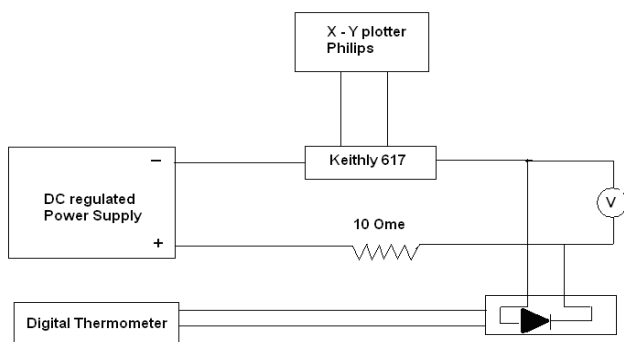 X - Y plotter
Philips
Keithly 617
–
DC regulated
Power Supply
+
10 Ome
V
Digital Thermometer